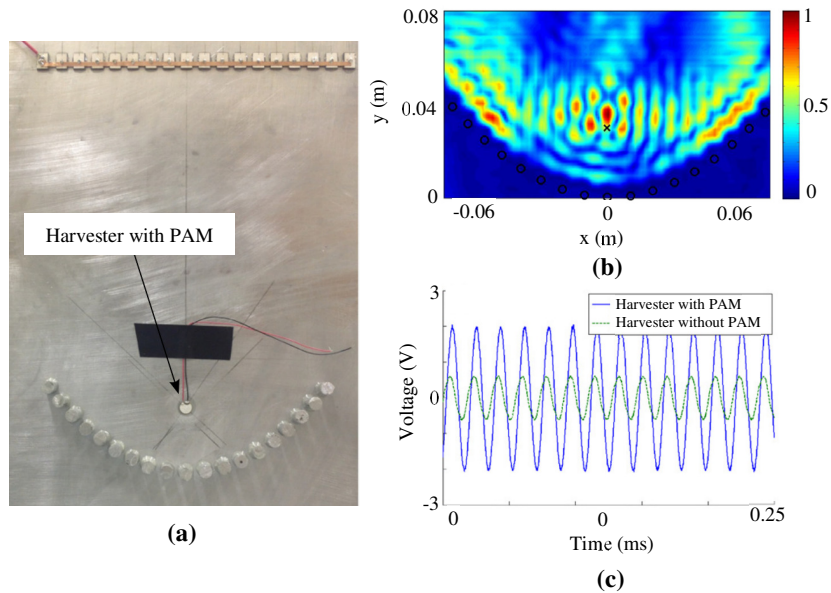 Harvester with PAM
(a)
0.08
0.04
0
y (m)
-0.06
0
0.06
x (m)
1
0.5
0
(b)
3
0
-3
Voltage (V)
Harvester with PAM
Harvester without PAM
0
0
0.25
Time (ms)
(c)